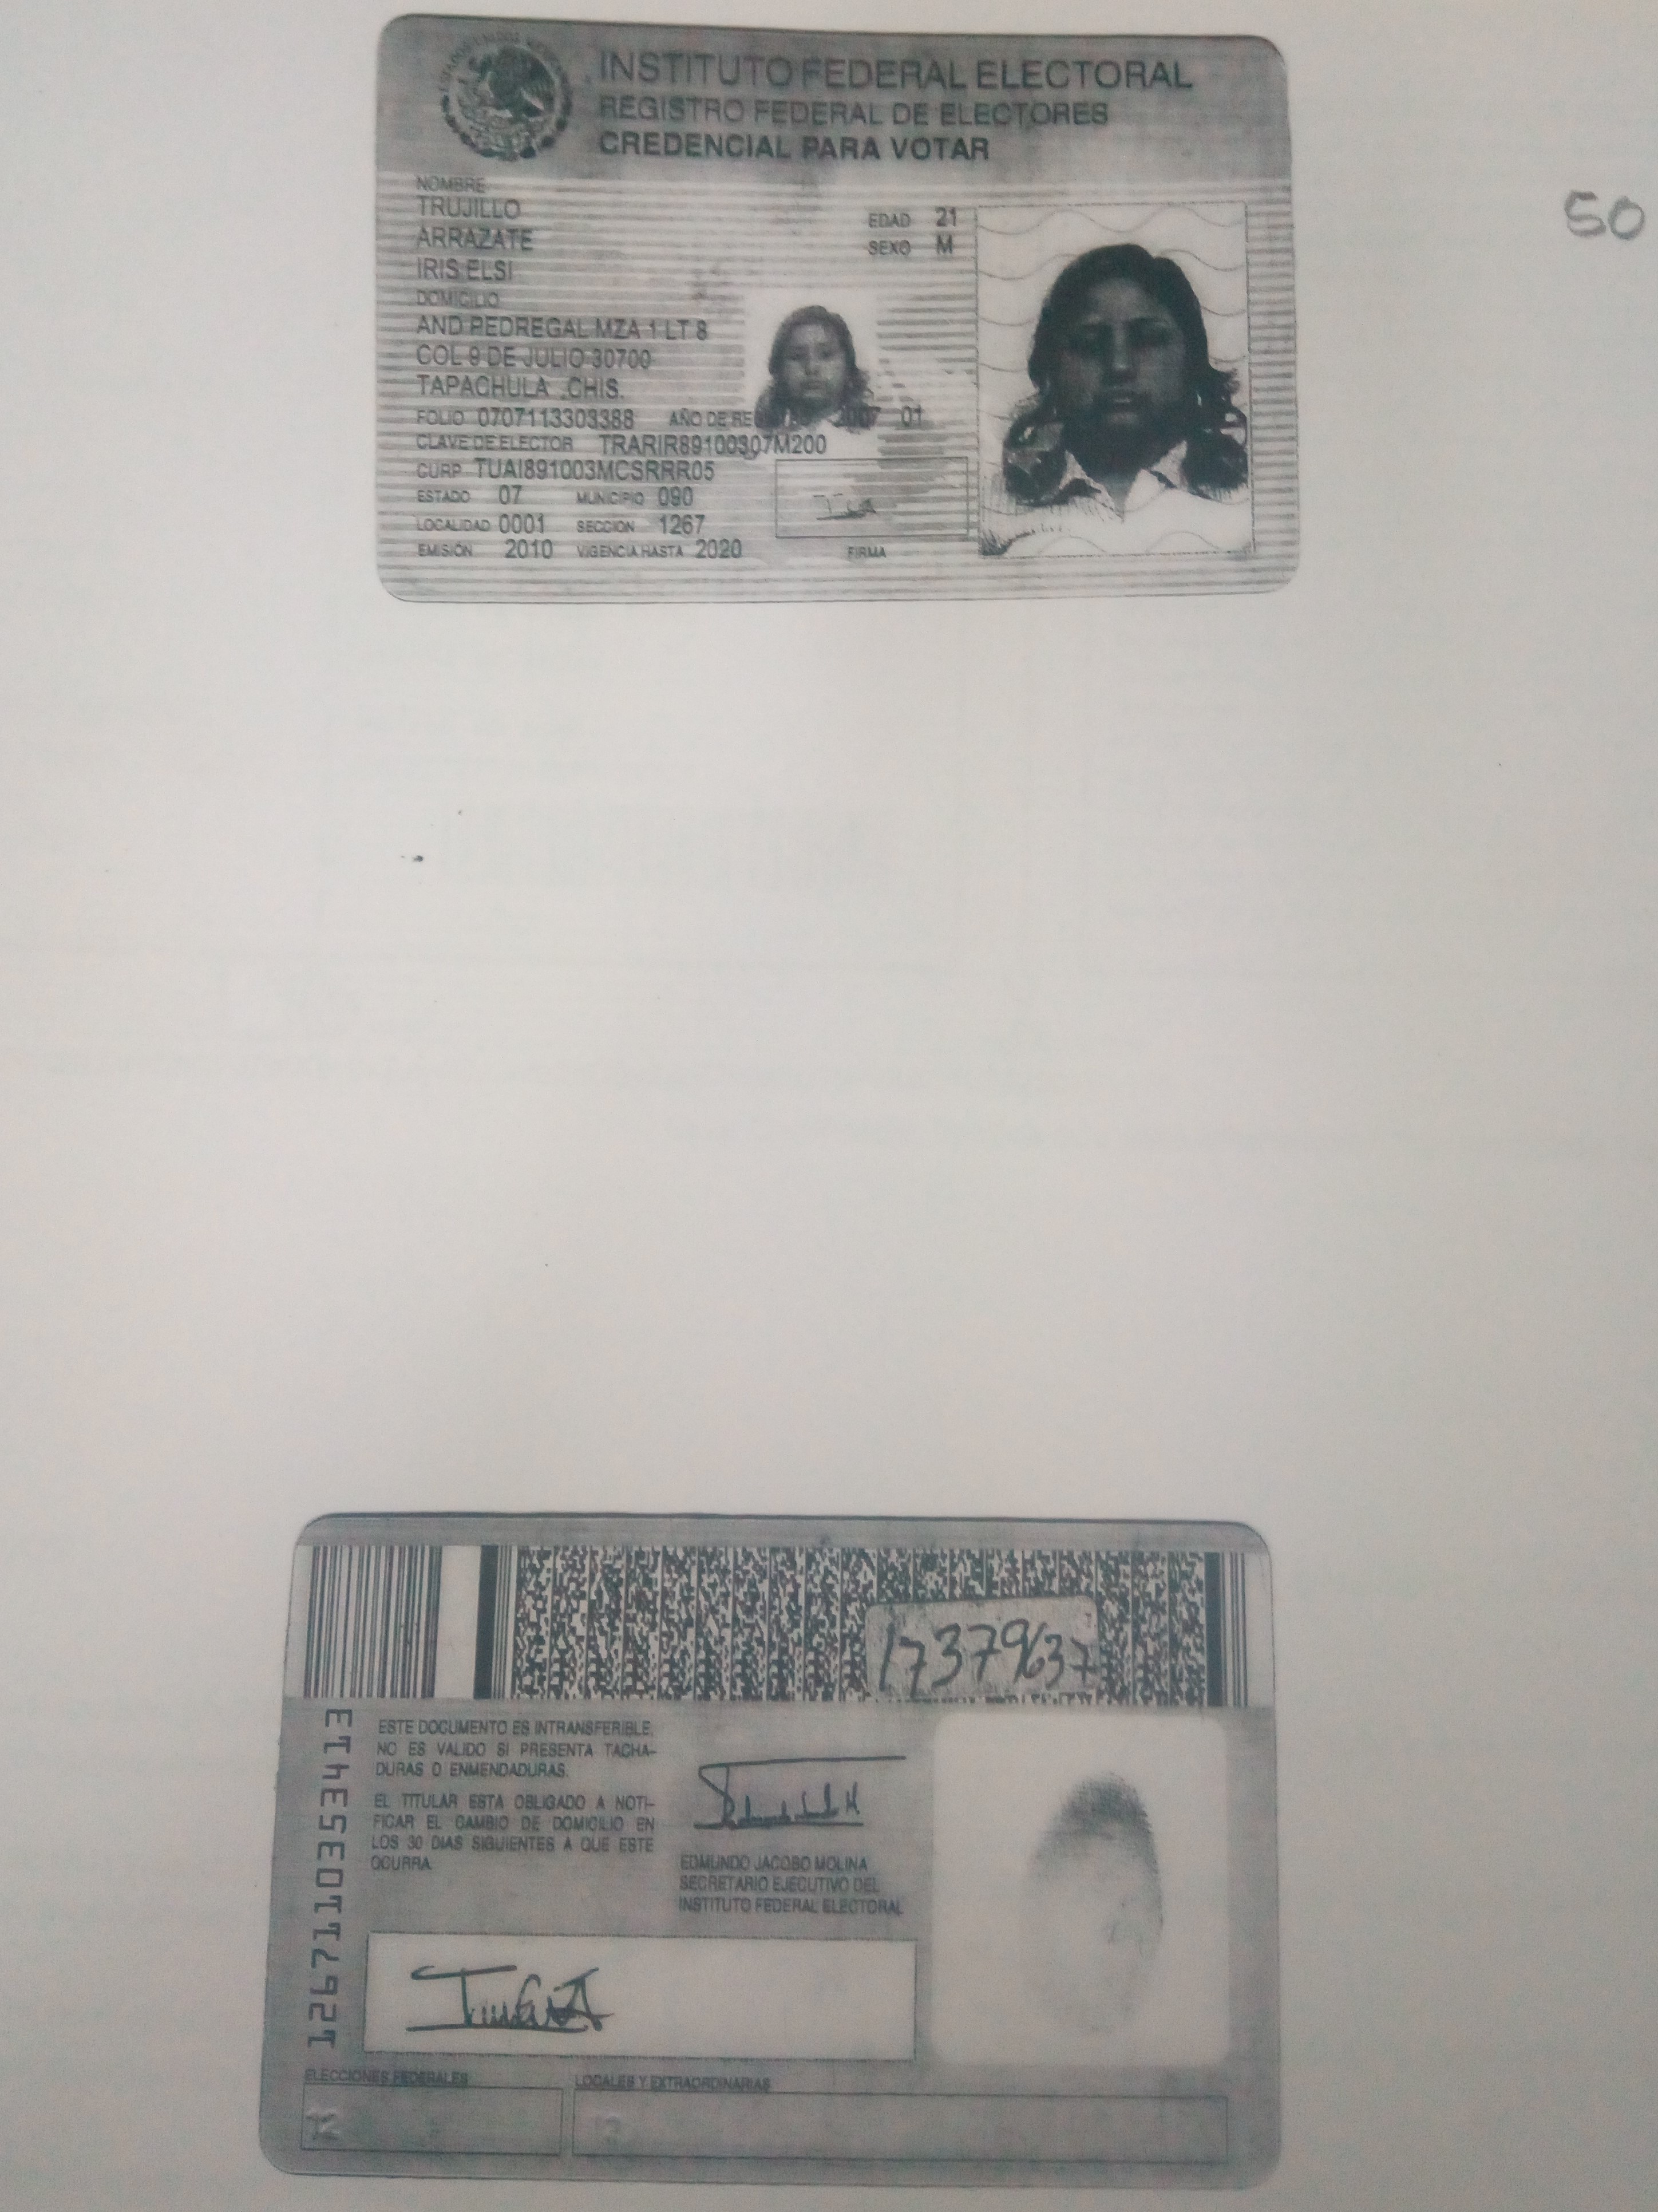 INSTITUTO FEDERAL ELECTORAL
REGISTRO FEDERAL DE ELECTORES
CREDENCIAL PARA VOTAR
50
NOMBRE
TRUJILLO
ARRAZATE
IRIS ELSI
EDAD 21
SEXO M
DOMICILIO
AND PEDREGAL MZA 1 LT 8
COL 9 DE JULIO 30700
TAPACHULA ,CHIS.
FOLIO 0707113303388 AÑO DE RE 01
CLAVE DE ELECTOR TRARIR89100307M200
CURP TUAI891003MCSRRR05
ESTADO 07 MUNICIPIO 090
LOCALIDAD 0001 SECCION 1267
EMISIÓN 2010 VIGENCIA HASTA 2020
FIRMA
17379637
1267110353413
ESTE DOCUMENTO ES INTRANSFERIBLE,
NO ES VALIDO SI PRESENTA TACHA-
DURAS O ENMENDADURAS.
EL TITULAR ESTA OBLIGADO A NOTI-
FICAR EL CAMBIO DE DOMICILIO EN
LOS 30 DIAS SIGUIENTES A QUE ESTE
OCURRA.
EDMUNDO JACOBO MOLINA
SECRETARIO EJECUTIVO DEL
INSTITUTO FEDERAL ELECTORAL
ELECCIONES FEDERALES
LOCALES Y EXTRAORDINARIAS
12